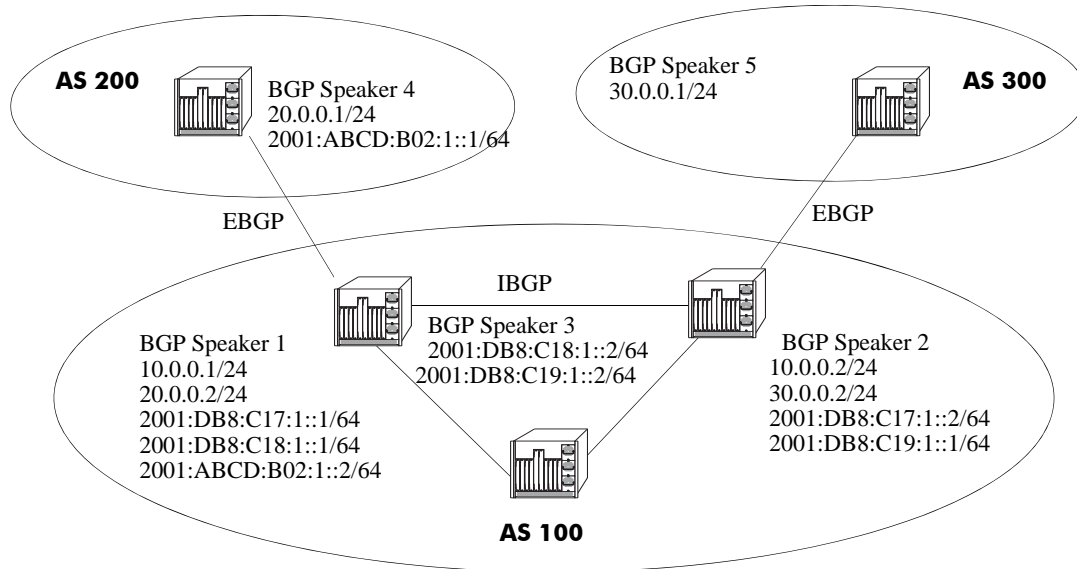 AS 200
BGP Speaker 4
20.0.0.1/24
2001:ABCD:B02:1::1/64
BGP Speaker 5
30.0.0.1/24
AS 300
EBGP
EBGP
IBGP
BGP Speaker 1
10.0.0.1/24
20.0.0.2/24
2001:DB8:C17:1::1/64
2001:DB8:C18:1::1/64
2001:ABCD:B02:1::2/64
BGP Speaker 3
2001:DB8:C18:1::2/64
2001:DB8:C19:1::2/64
BGP Speaker 2
10.0.0.2/24
30.0.0.2/24
2001:DB8:C17:1::2/64
2001:DB8:C19:1::1/64
AS 100